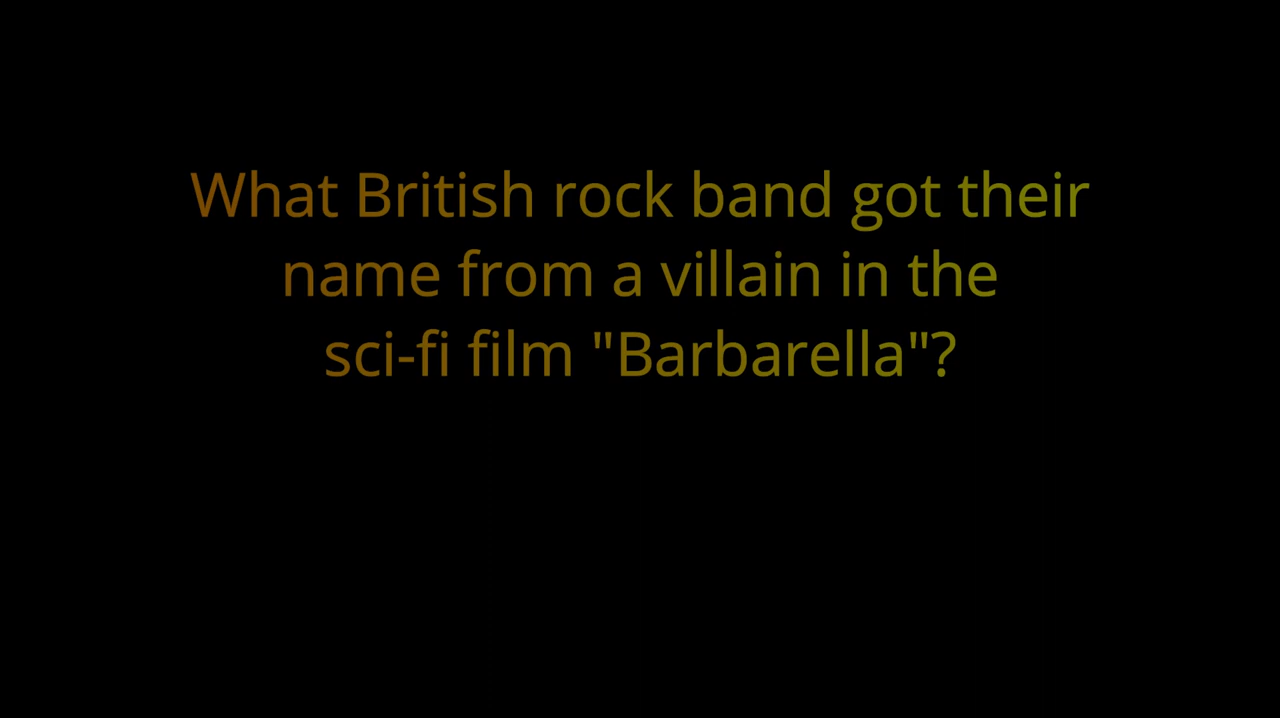 What British rock band got their
name from a villain in the
sci-fi film "Barbarella"?